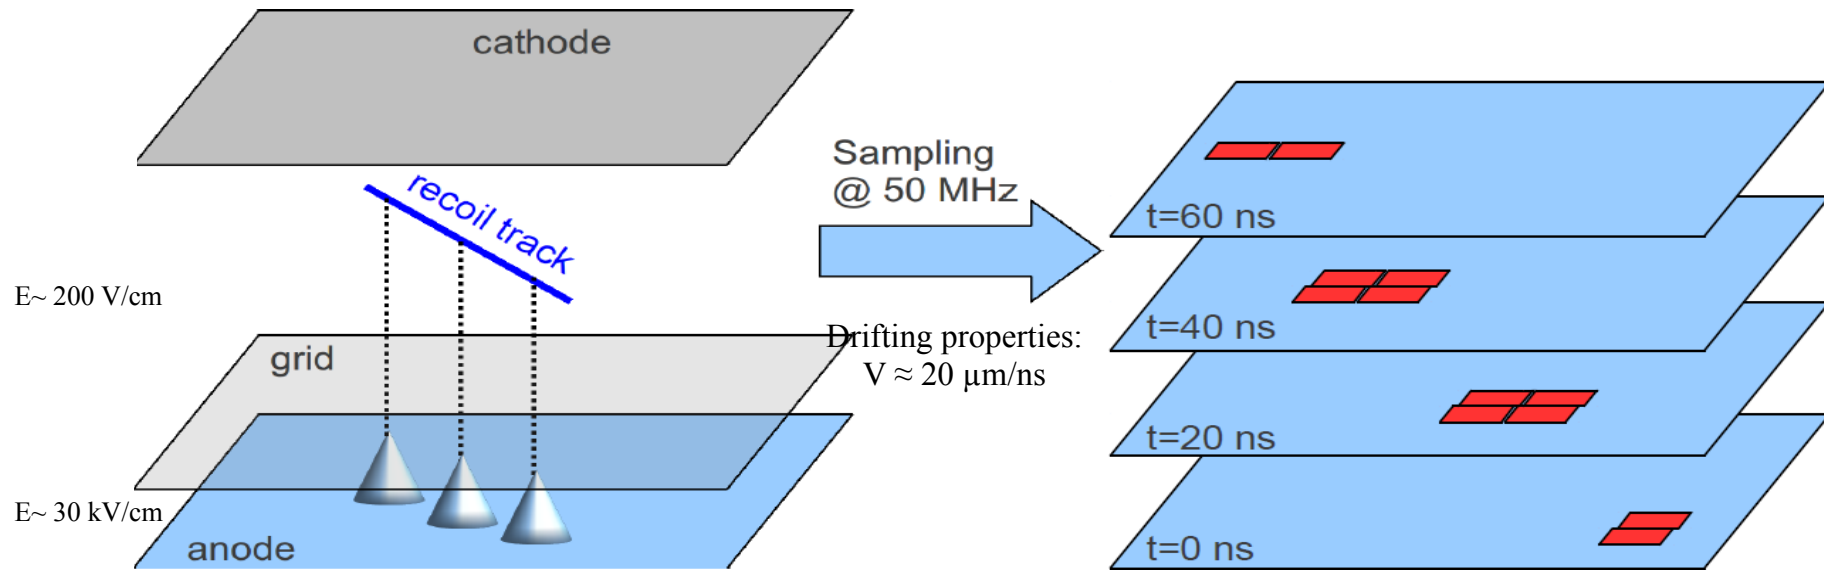 cathode
recoil track
E~ 200 V/cm
grid
E~ 30 kV/cm
anode
Sampling
@ 50 MHz
Drifting properties:
V ≈ 20 µm/ns
t=60 ns
t=40 ns
t=20 ns
t=0 ns